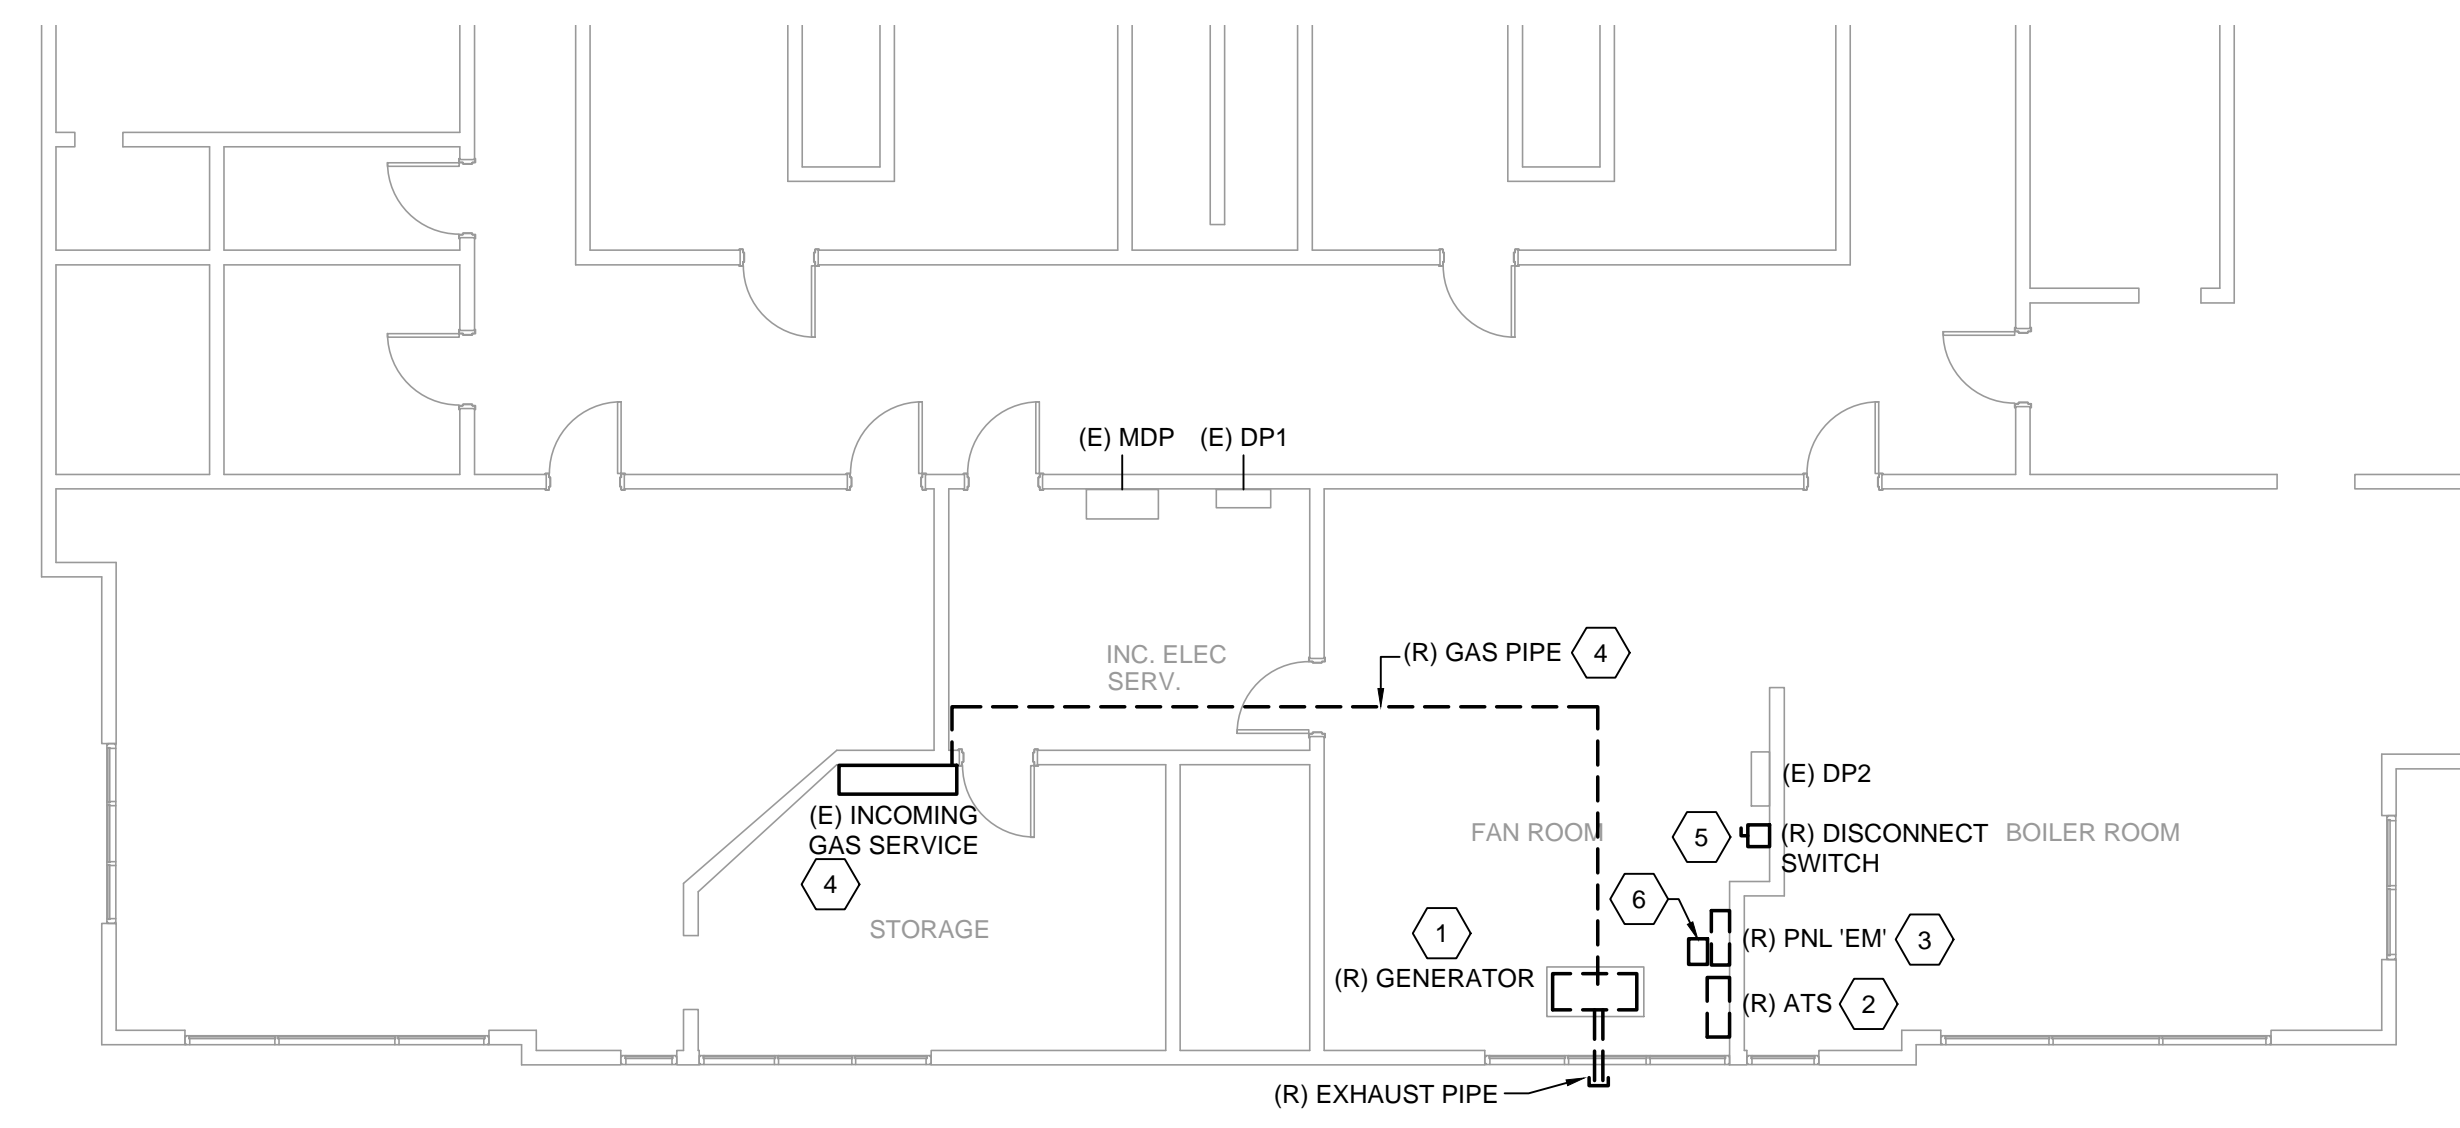 (E) MDP
(E) DP1
INC. ELEC
SERV.
(R) GAS PIPE
4
(E) INCOMING
GAS SERVICE
4
STORAGE
(E) DP2
FAN ROOM
5
(R) DISCONNECT
SWITCH
BOILER ROOM
6
1
(R) GENERATOR
(R) PNL 'EM'
3
(R) ATS
2
(R) EXHAUST PIPE